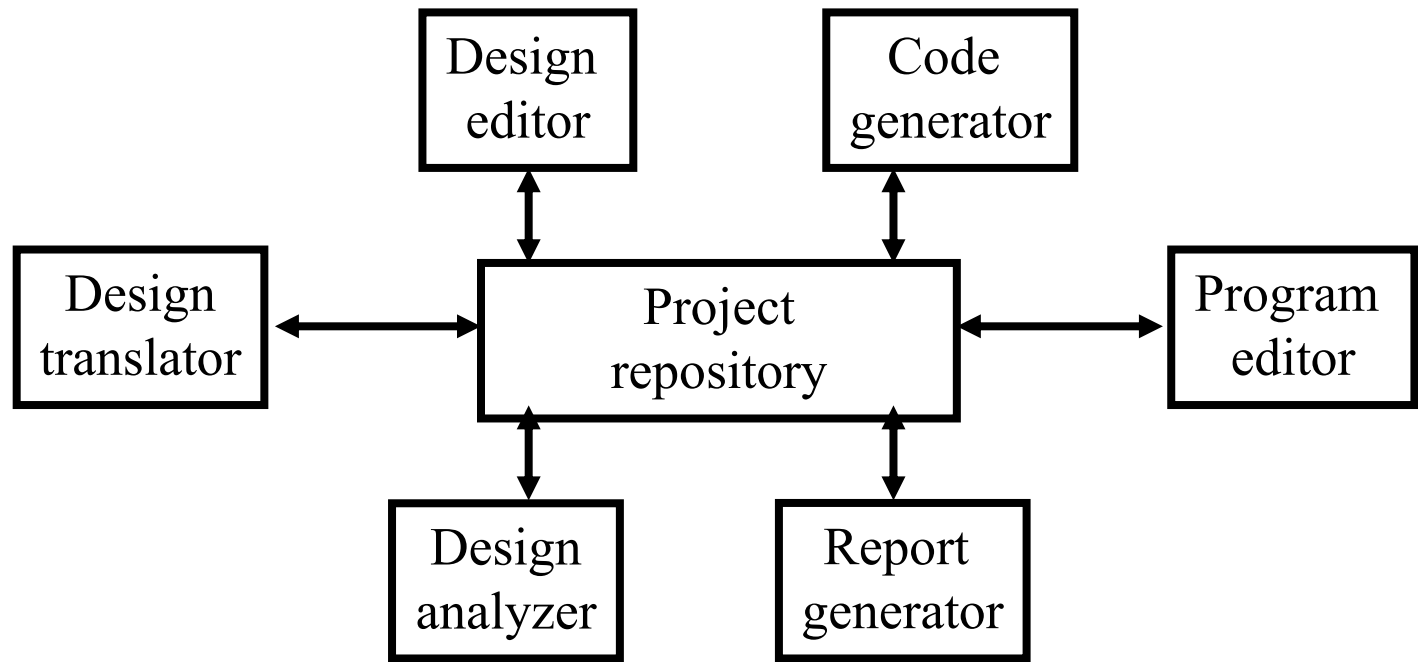 Design
editor
Code
generator
Design
translator
Project
repository
Program
editor
Design
analyzer
Report
generator